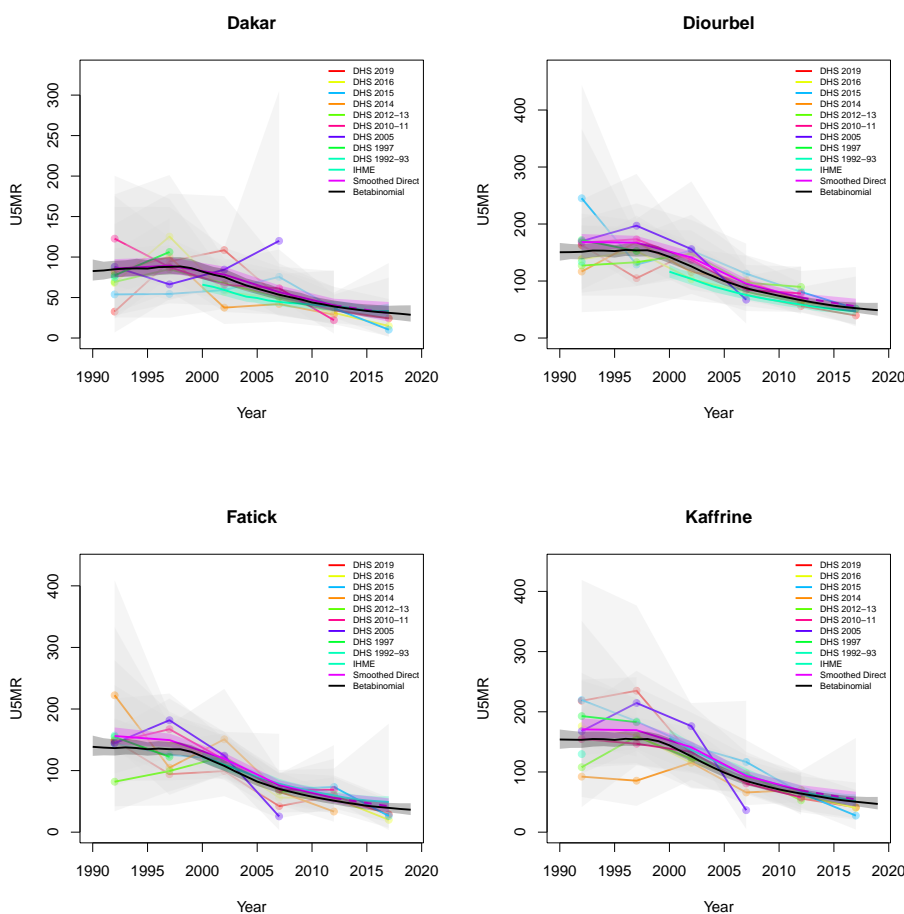 Dakar
U5MR
300
250
200
150
100
50
0
1990 1995 2000 2005 2010 2015 2020
Year
DHS 2019
DHS 2016
DHS 2015
DHS 2014
DHS 2012−13
DHS 2010−11
DHS 2005
DHS 1997
DHS 1992−93
IHME
Smoothed Direct
Betabinomial
Diourbel
U5MR
400
300
200
100
0
1990 1995 2000 2005 2010 2015 2020
Year
DHS 2019
DHS 2016
DHS 2015
DHS 2014
DHS 2012−13
DHS 2010−11
DHS 2005
DHS 1997
DHS 1992−93
IHME
Smoothed Direct
Betabinomial
Fatick
U5MR
400
300
200
100
0
1990 1995 2000 2005 2010 2015 2020
Year
DHS 2019
DHS 2016
DHS 2015
DHS 2014
DHS 2012−13
DHS 2010−11
DHS 2005
DHS 1997
DHS 1992−93
IHME
Smoothed Direct
Betabinomial
Kaffrine
U5MR
400
300
200
100
0
1990 1995 2000 2005 2010 2015 2020
Year
DHS 2019
DHS 2016
DHS 2015
DHS 2014
DHS 2012−13
DHS 2010−11
DHS 2005
DHS 1997
DHS 1992−93
IHME
Smoothed Direct
Betabinomial